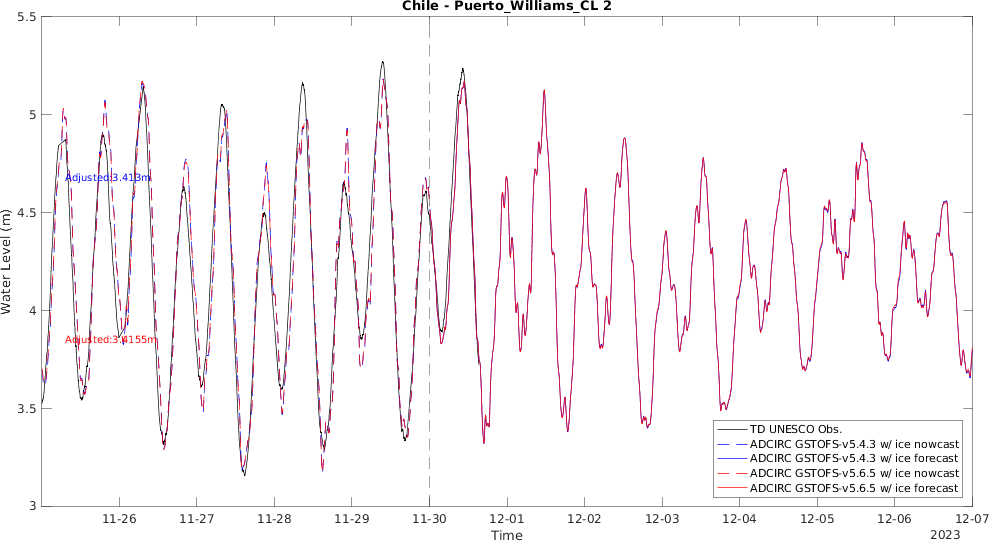 Chile - Puerto_Williams_CL 2
5.5
5
4.5
4
3.5
3
Water Level (m)
Adjusted:3.413m
Adjusted:3.4155m
TD UNESCO Obs.
ADCIRC GSTOFS-v5.4.3 w/ ice nowcast
ADCIRC GSTOFS-v5.4.3 w/ ice forecast
ADCIRC GSTOFS-v5.6.5 w/ ice nowcast
ADCIRC GSTOFS-v5.6.5 w/ ice forecast
11-26 11-27 11-28 11-29 11-30 12-01 12-02 12-03 12-04 12-05 12-06 12-07
Time
2023